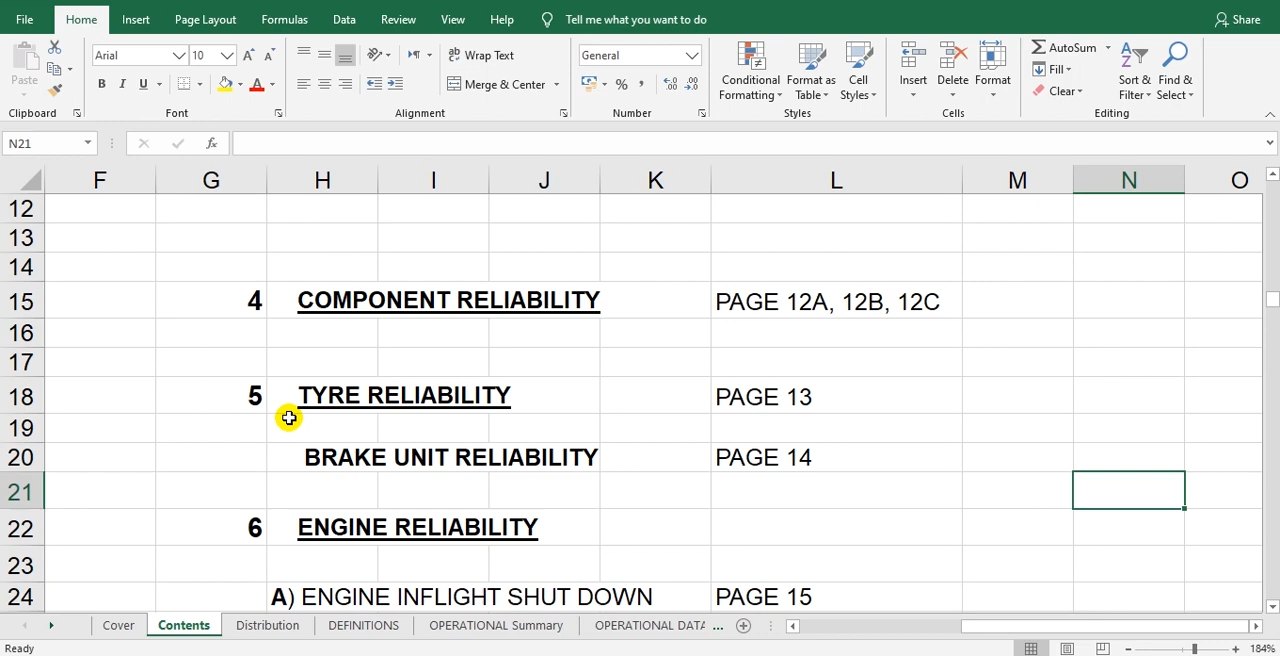 File Home Insert Page Layout Formulas Data Review View Help Tell me what you want to do Share
Paste Arial 10 B I U Wrap Text Merge & Center General % , Conditional Formatting Format as Table Cell Styles Insert Delete Format AutoSum Fill Clear Sort & Filter Find & Select
Clipboard Font Alignment Number Styles Cells Editing
N21 fx
F G H I J K L M N O
12
13
14
15 4 COMPONENT RELIABILITY PAGE 12A, 12B, 12C
16
17
18 5 TYRE RELIABILITY PAGE 13
19
20 BRAKE UNIT RELIABILITY PAGE 14
21
22 6 ENGINE RELIABILITY
23
24 A) ENGINE INFLIGHT SHUT DOWN PAGE 15
Cover Contents Distribution DEFINITIONS OPERATIONAL Summary OPERATIONAL DATA ...
Ready 184%